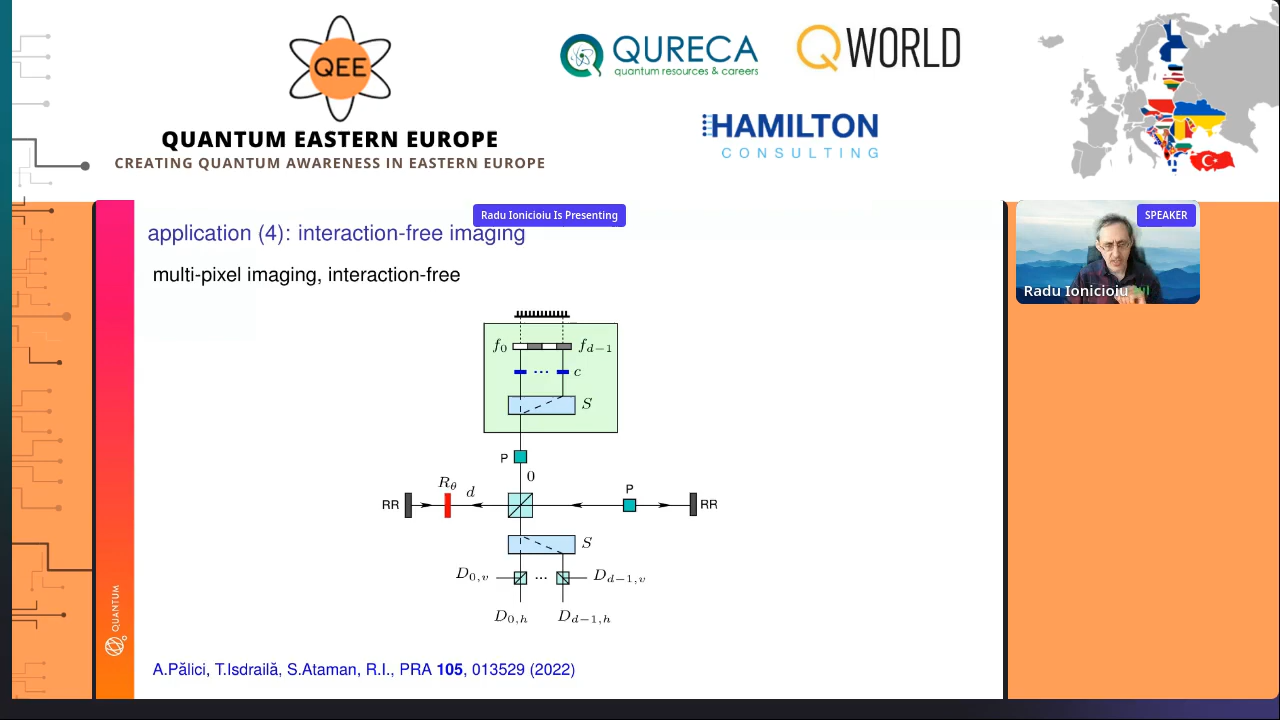 QEE
QUANTUM EASTERN EUROPE
CREATING QUANTUM AWARENESS IN EASTERN EUROPE
QURECA
quantum resources & careers
QWORLD
HAMILTON
CONSULTING
Radu Ionicioiu Is Presenting
SPEAKER
Radu Ionicioiu
application (4): interaction-free imaging
multi-pixel imaging, interaction-free
f₀ f_{d−1}
c
S
P
0
R_θ d P
RR RR
S
D_{0,v} ... D_{d−1,v}
D_{0,h} D_{d−1,h}
QUANTUM
A.Pălici, T.Isdrailă, S.Ataman, R.I., PRA 105, 013529 (2022)